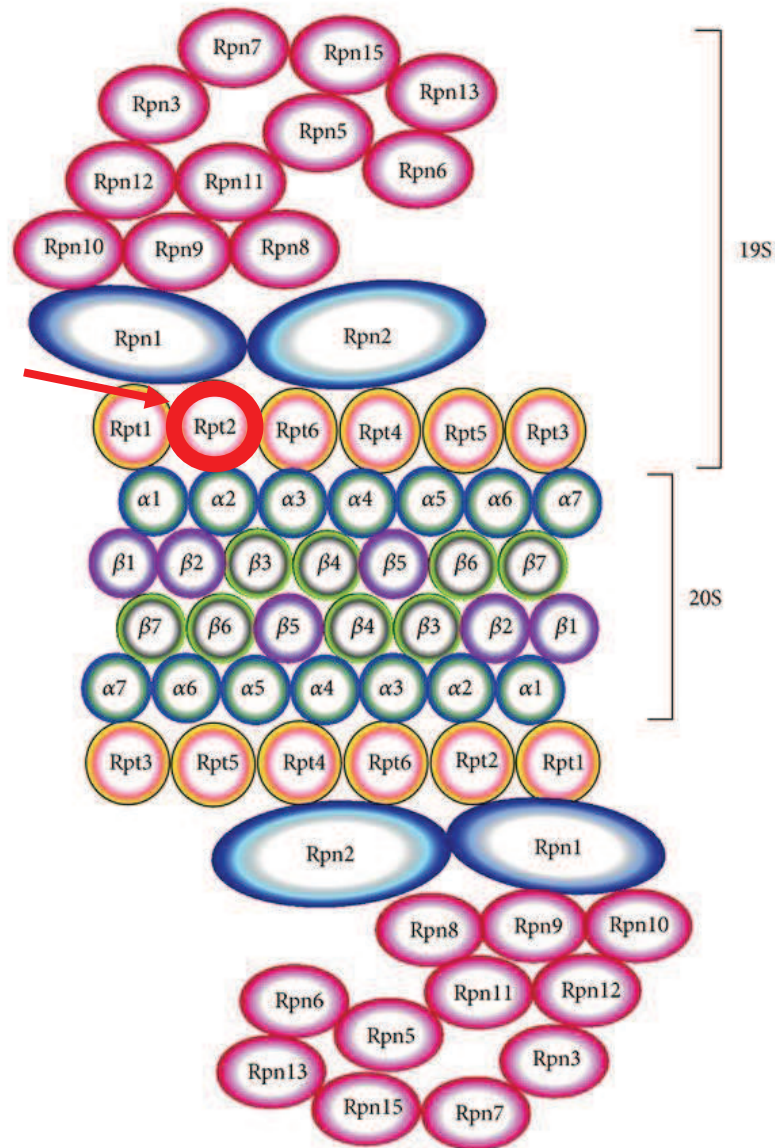 Rpn7 Rpn15
Rpn3 Rpn13
Rpn5
Rpn12 Rpn11 Rpn6
Rpn10 Rpn9 Rpn8 19S
Rpn1 Rpn2
Rpt1 Rpt2 Rpt6 Rpt4 Rpt5 Rpt3
α1 α2 α3 α4 α5 α6 α7
β1 β2 β3 β4 β5 β6 β7
20S
β7 β6 β5 β4 β3 β2 β1
α7 α6 α5 α4 α3 α2 α1
Rpt3 Rpt5 Rpt4 Rpt6 Rpt2 Rpt1
Rpn2 Rpn1
Rpn8 Rpn9 Rpn10
Rpn6 Rpn11 Rpn12
Rpn5
Rpn13 Rpn3
Rpn15 Rpn7